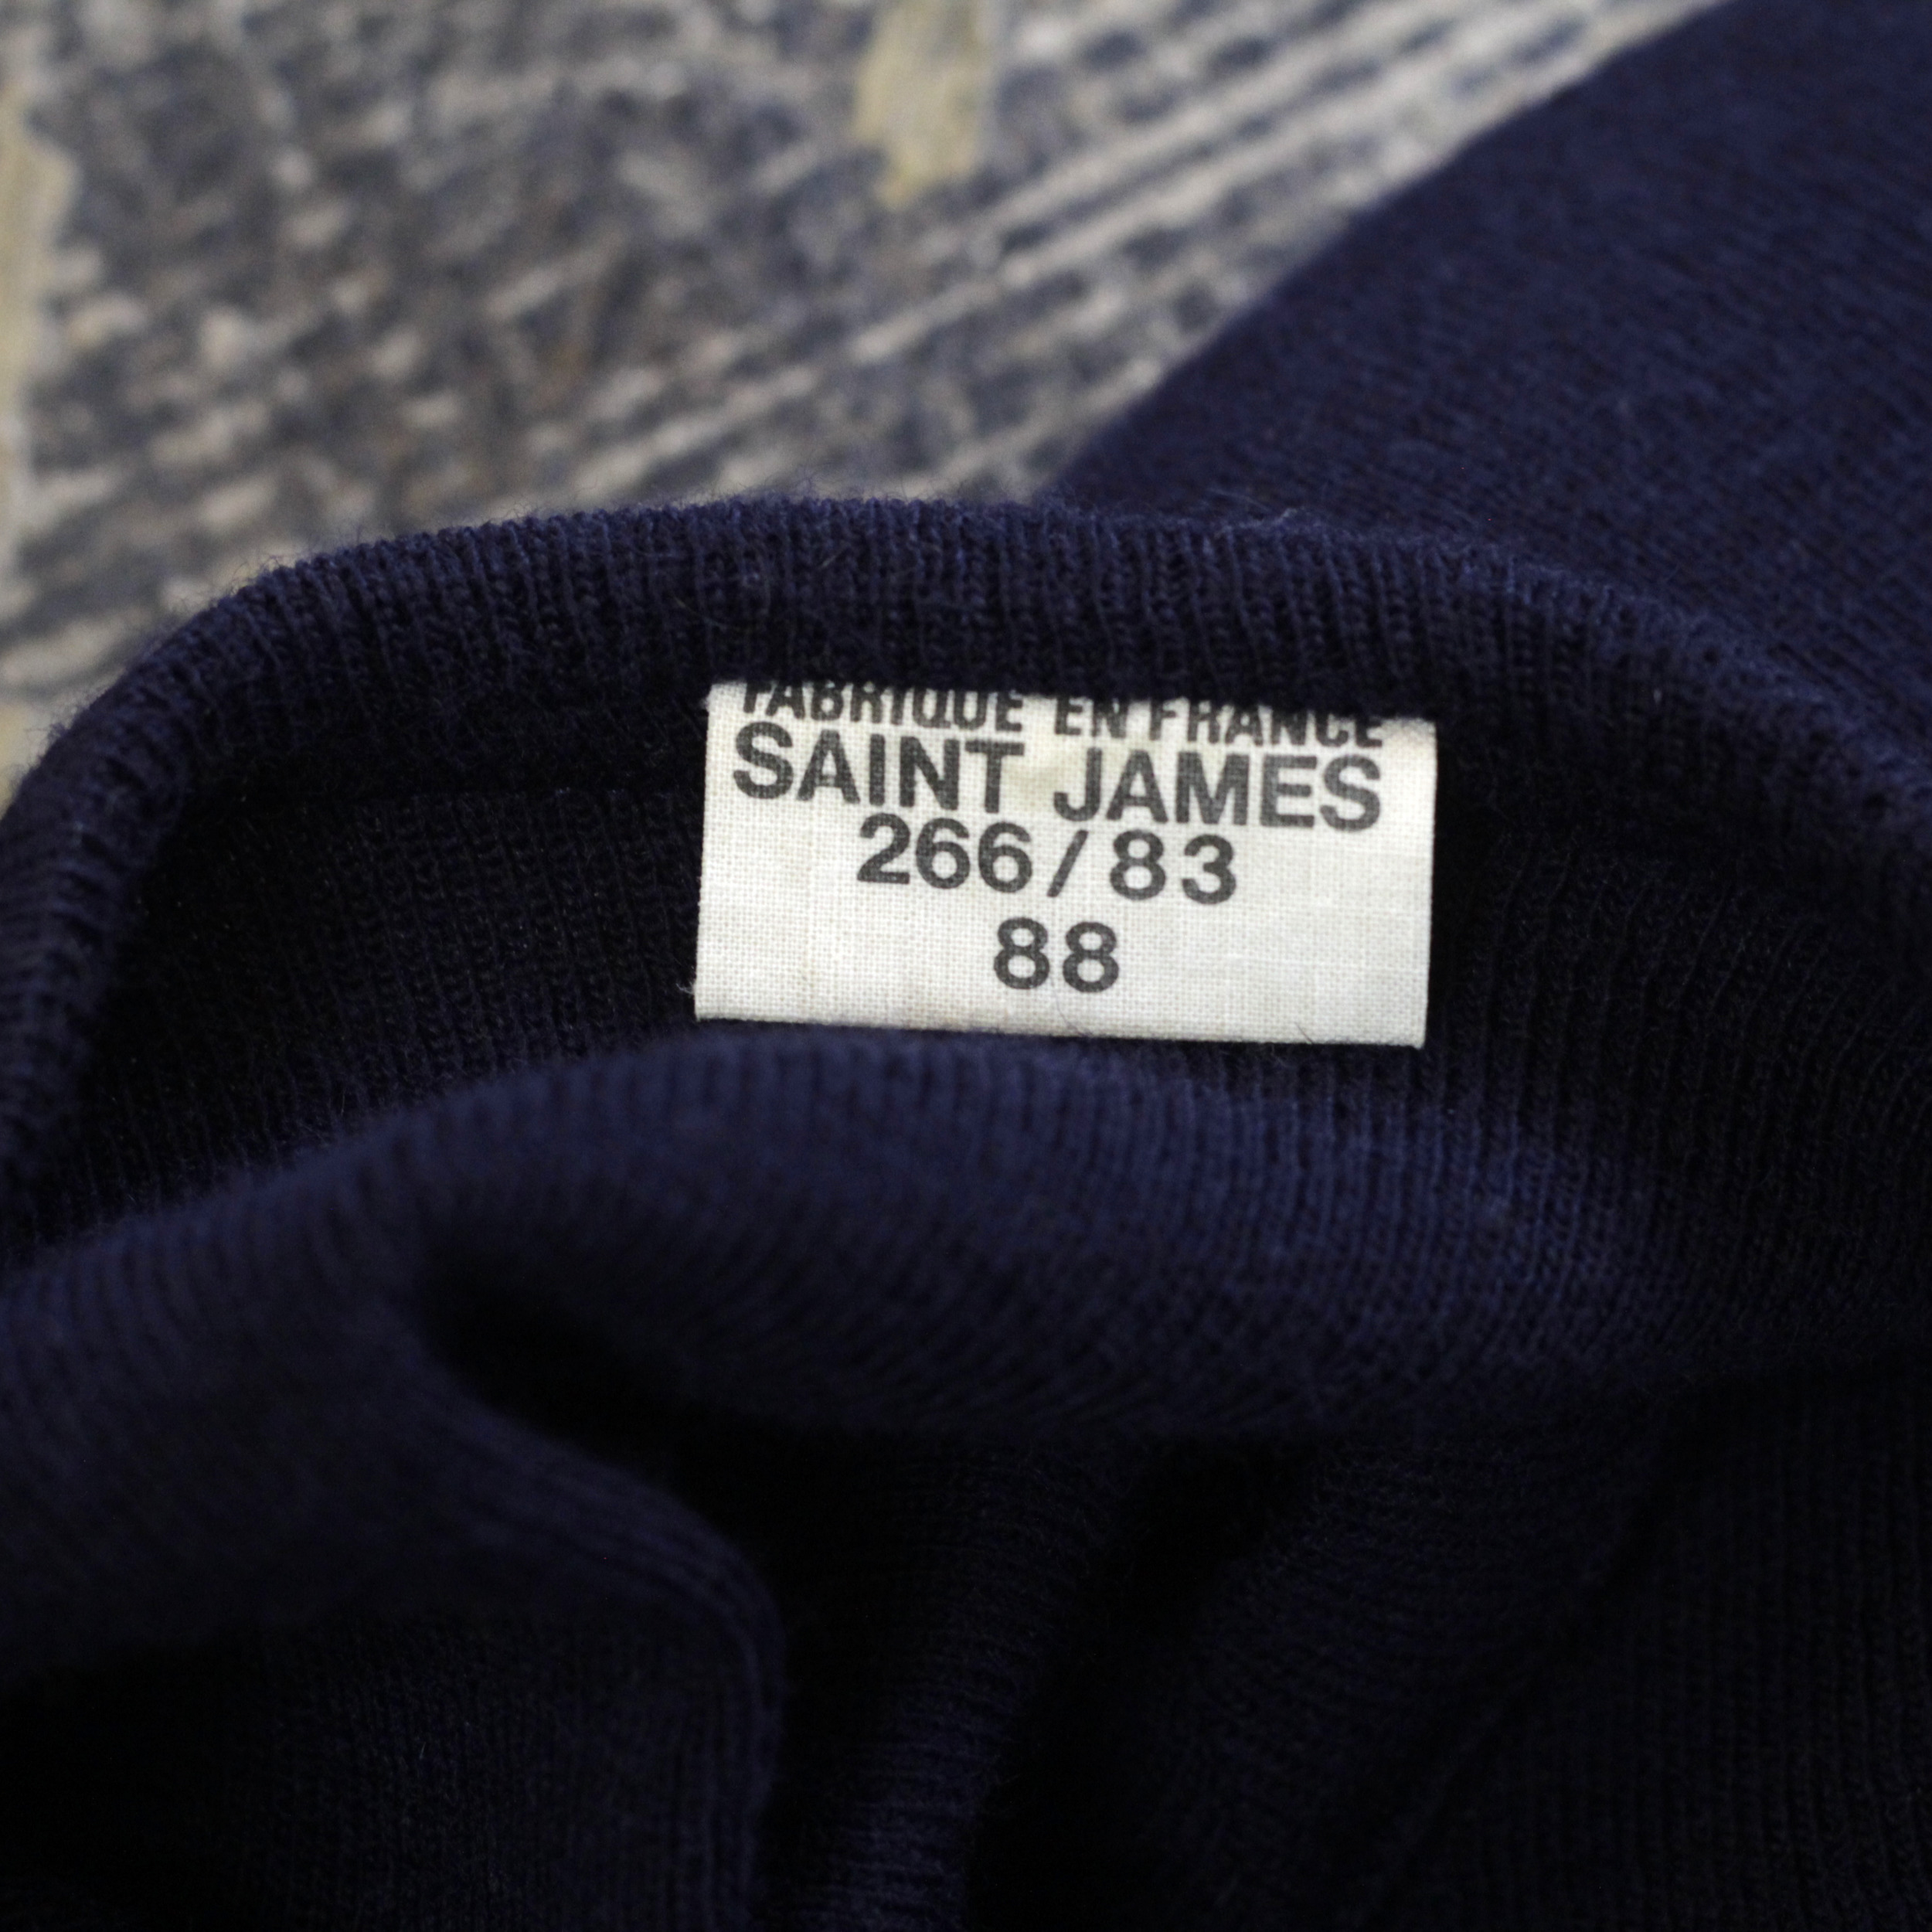 FABRIQUE EN FRANCE
SAINT JAMES
266/83
88